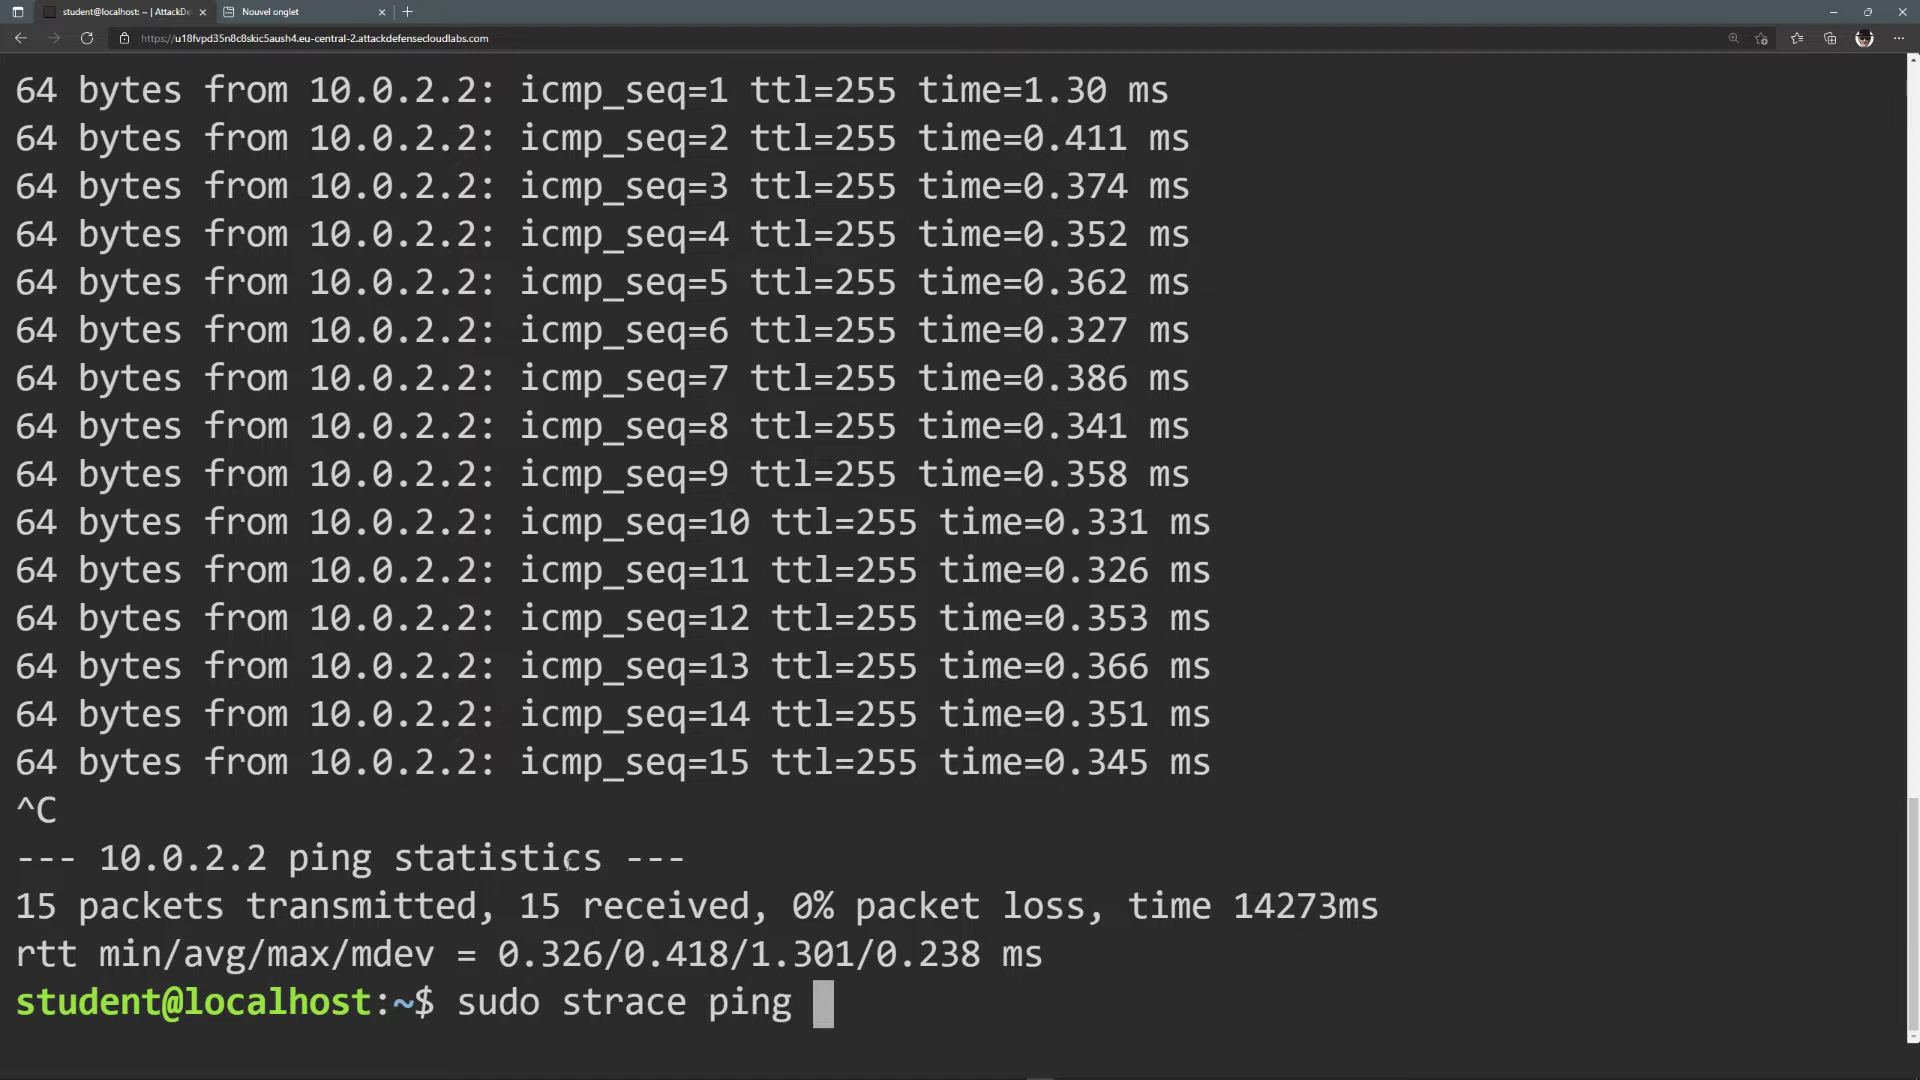 student@localhost: ~ | AttackDe
Nouvel onglet
https://u18fvpd35n8c8skic5aush4.eu-central-2.attackdefensecloudlabs.com
64 bytes from 10.0.2.2: icmp_seq=1 ttl=255 time=1.30 ms
64 bytes from 10.0.2.2: icmp_seq=2 ttl=255 time=0.411 ms
64 bytes from 10.0.2.2: icmp_seq=3 ttl=255 time=0.374 ms
64 bytes from 10.0.2.2: icmp_seq=4 ttl=255 time=0.352 ms
64 bytes from 10.0.2.2: icmp_seq=5 ttl=255 time=0.362 ms
64 bytes from 10.0.2.2: icmp_seq=6 ttl=255 time=0.327 ms
64 bytes from 10.0.2.2: icmp_seq=7 ttl=255 time=0.386 ms
64 bytes from 10.0.2.2: icmp_seq=8 ttl=255 time=0.341 ms
64 bytes from 10.0.2.2: icmp_seq=9 ttl=255 time=0.358 ms
64 bytes from 10.0.2.2: icmp_seq=10 ttl=255 time=0.331 ms
64 bytes from 10.0.2.2: icmp_seq=11 ttl=255 time=0.326 ms
64 bytes from 10.0.2.2: icmp_seq=12 ttl=255 time=0.353 ms
64 bytes from 10.0.2.2: icmp_seq=13 ttl=255 time=0.366 ms
64 bytes from 10.0.2.2: icmp_seq=14 ttl=255 time=0.351 ms
64 bytes from 10.0.2.2: icmp_seq=15 ttl=255 time=0.345 ms
^C
--- 10.0.2.2 ping statistics ---
15 packets transmitted, 15 received, 0% packet loss, time 14273ms
rtt min/avg/max/mdev = 0.326/0.418/1.301/0.238 ms
student@localhost:~$ sudo strace ping